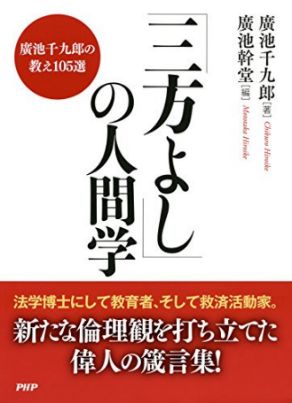 廣池千九郎[著] Chikuro Hiroike
廣池幹堂[編] Mototaka Hiroike
「三方よし」
の人間学
廣池千九郎の
教え105選
法学博士にして教育者、そして救済活動家。
新たな倫理観を打ち立てた
偉人の箴言集!
PHP